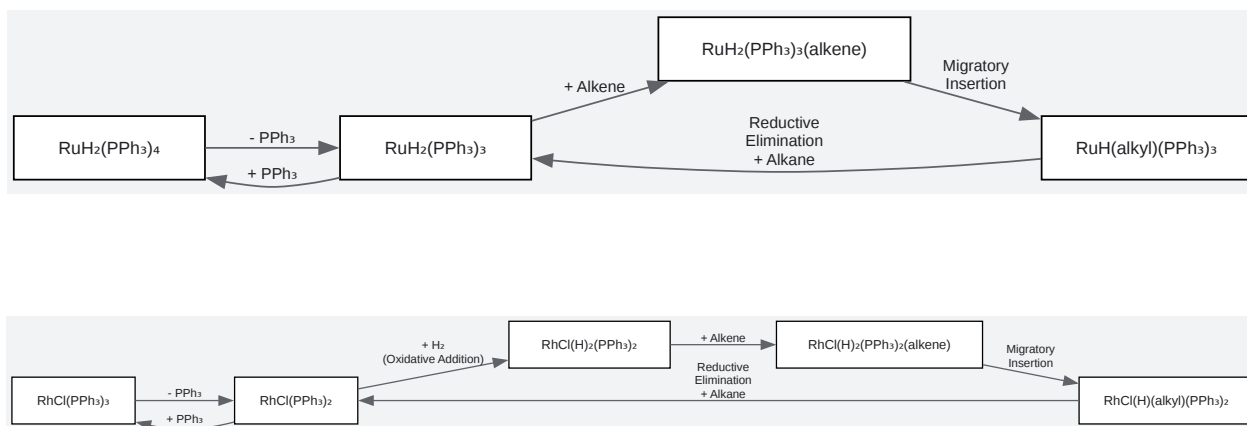 RuH₂(PPh₃)₃(alkene)
+ Alkene
Migratory
Insertion
RuH₂(PPh₃)₄
- PPh₃
+ PPh₃
RuH₂(PPh₃)₃
Reductive
Elimination
+ Alkane
RuH(alkyl)(PPh₃)₃
+ H₂
(Oxidative Addition)
RhCl(H)₂(PPh₃)₂
+ Alkene
RhCl(H)₂(PPh₃)₂(alkene)
Migratory
Insertion
Reductive
Elimination
+ Alkane
RhCl(PPh₃)₃
- PPh₃
+ PPh₃
RhCl(PPh₃)₂
RhCl(H)(alkyl)(PPh₃)₂